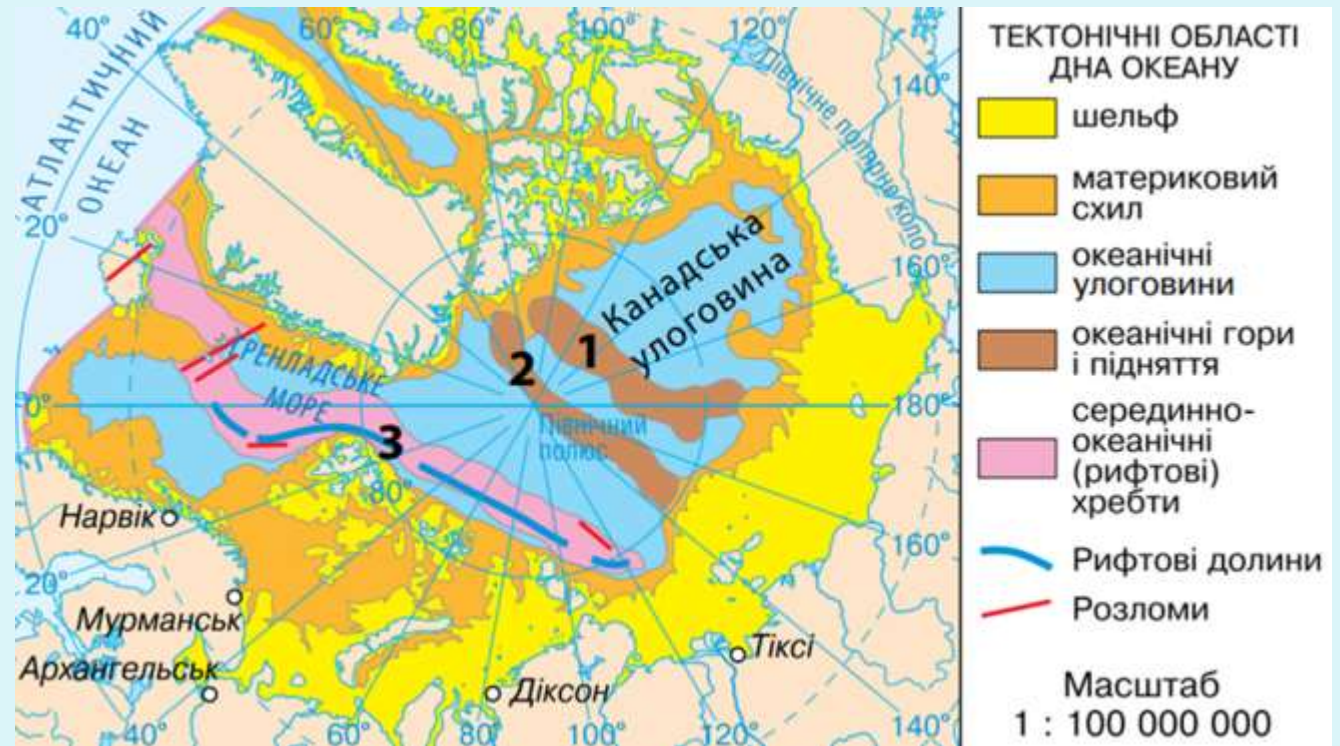 40°
60°
80°
100°
120°
140°
АТЛАНТИЧНИЙ
ОКЕАН
Північне полярне коло
20°
160°
Канадська
улоговина
1
2
ГРЕНЛАДСЬКЕ
МОРЕ
0°
180°
Північний
полюс
3
80°
Нарвік
160°
20°
Мурманськ
Архангельськ
Діксон
Тіксі
40°
60°
80°
100°
120°
140°
ТЕКТОНІЧНІ ОБЛАСТІ
ДНА ОКЕАНУ
шельф
материковий
схил
океанічні
улоговини
океанічні гори
і підняття
серединно-
океанічні
(рифтові)
хребти
Рифтові долини
Розломи
Масштаб
1 : 100 000 000